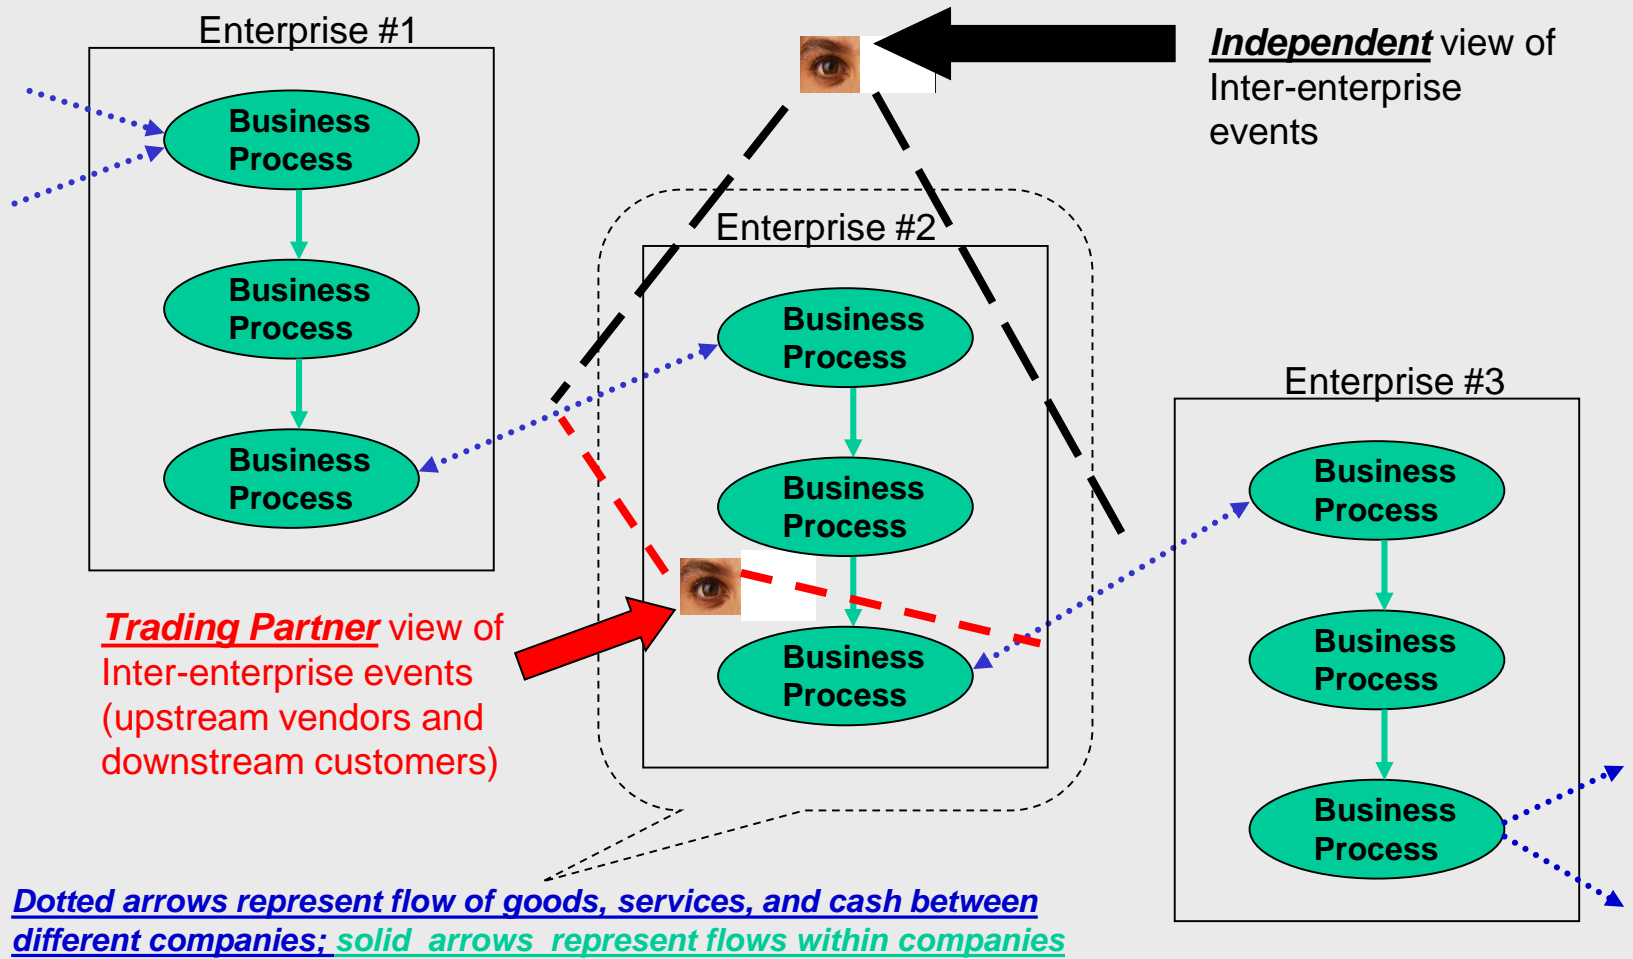 Enterprise #1
Business
Process
Business
Process
Business
Process
Independent view of
Inter-enterprise
events
Enterprise #2
Business
Process
Business
Process
Business
Process
Enterprise #3
Business
Process
Business
Process
Business
Process
Trading Partner view of
Inter-enterprise events
(upstream vendors and
downstream customers)
Dotted arrows represent flow of goods, services, and cash between
different companies; solid arrows represent flows within companies